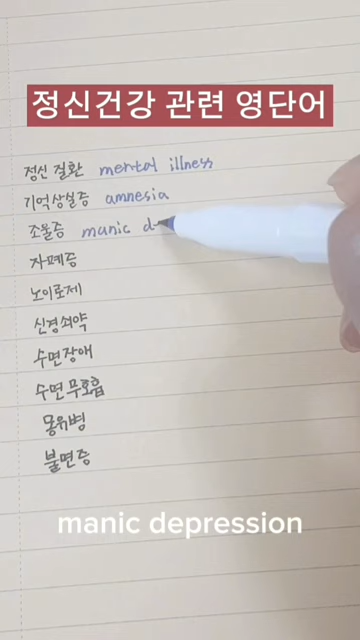 정신건강 관련 영단어
정신 질환 mental illness
기억상실증 amnesia
조울증 manic d
자폐증
노이로제
신경쇠약
수면장애
수면 무호흡
몽유병
불면증
manic depression